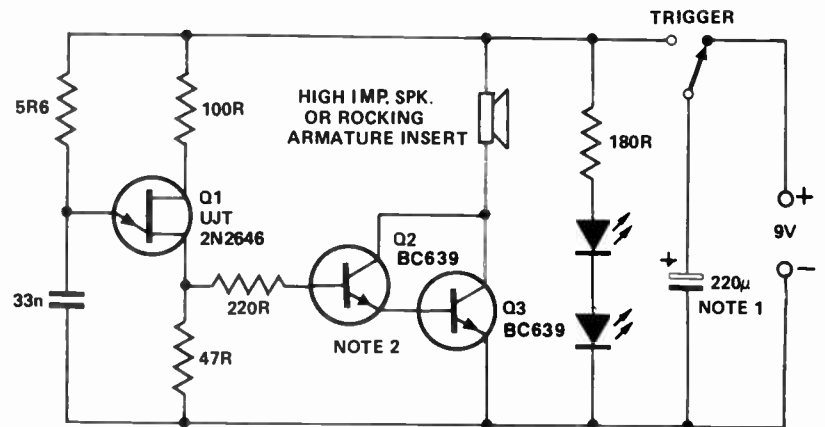 TRIGGER
5R6
100R
HIGH IMP. SPK.
OR ROCKING
ARMATURE INSERT
180R
Q1
UJT
2N2646
Q2
BC639
+
9V
-
+
220μ
NOTE 1
33n
220R
Q3
BC639
NOTE 2
47R